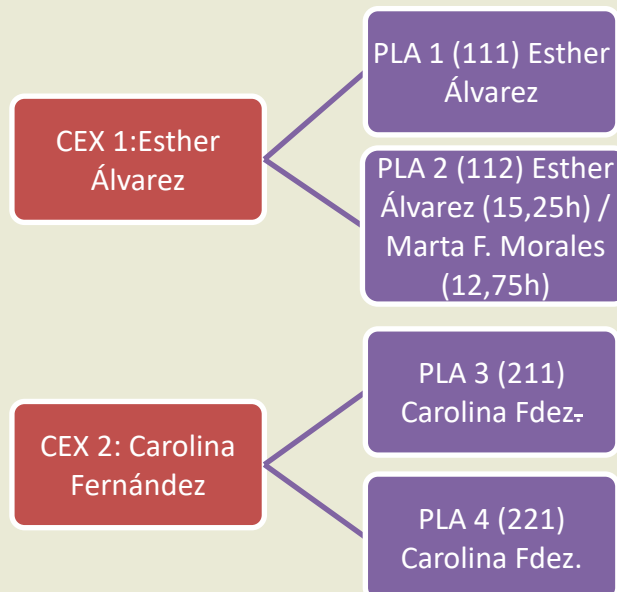 CEX 1:Esther
Álvarez
PLA 1 (111) Esther
Álvarez
PLA 2 (112) Esther
Álvarez (15,25h) /
Marta F. Morales
(12,75h)
CEX 2: Carolina
Fernández
PLA 3 (211)
Carolina Fdez.
PLA 4 (221)
Carolina Fdez.